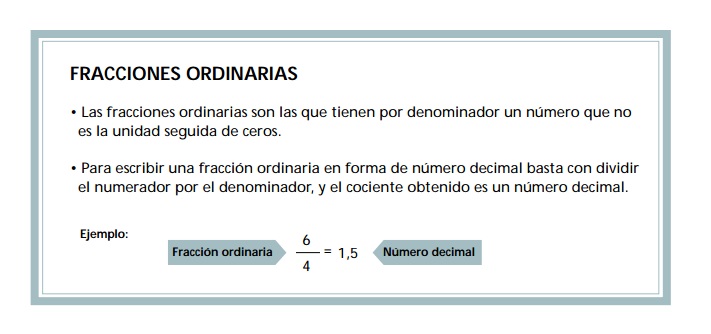 FRACCIONES ORDINARIAS
• Las fracciones ordinarias son las que tienen por denominador un número que no
es la unidad seguida de ceros.
• Para escribir una fracción ordinaria en forma de número decimal basta con dividir
el numerador por el denominador, y el cociente obtenido es un número decimal.
Ejemplo:
Fracción ordinaria 6/4 = 1,5 Número decimal